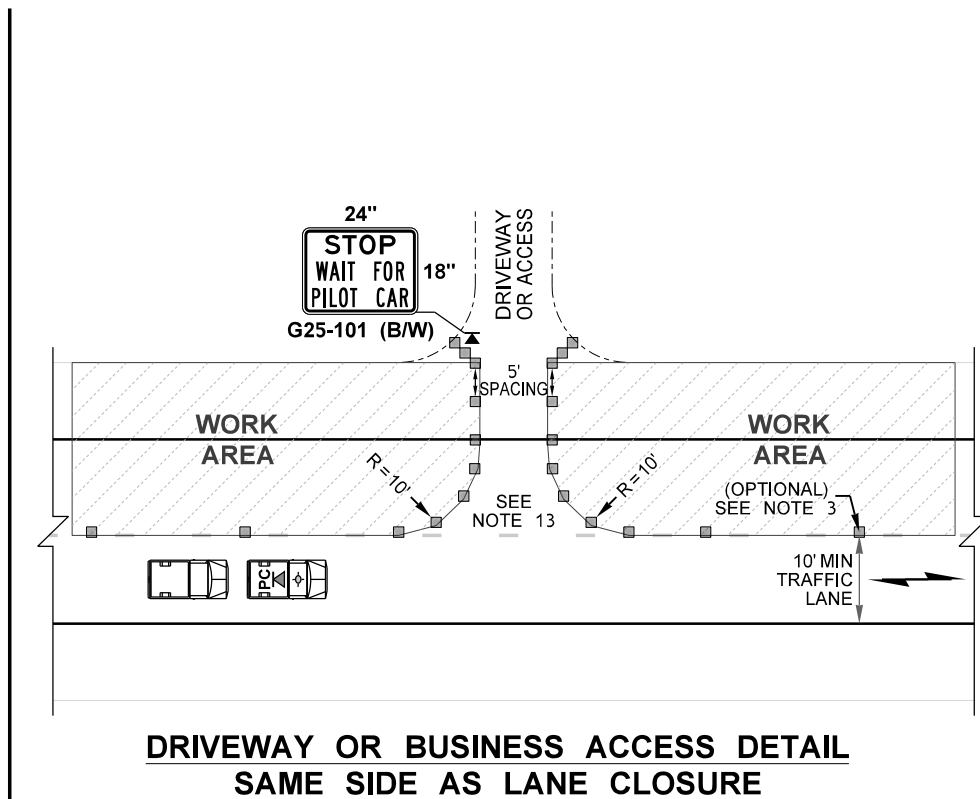 24"
STOP
WAIT FOR
PILOT CAR
18"
G25-101 (B/W)
DRIVEWAY
OR ACCESS
5'
SPACING
WORK
AREA
WORK
AREA
R=10'
R=10'
SEE
NOTE 13
(OPTIONAL)
SEE NOTE 3
10' MIN
TRAFFIC
LANE
PC
DRIVEWAY OR BUSINESS ACCESS DETAIL
SAME SIDE AS LANE CLOSURE